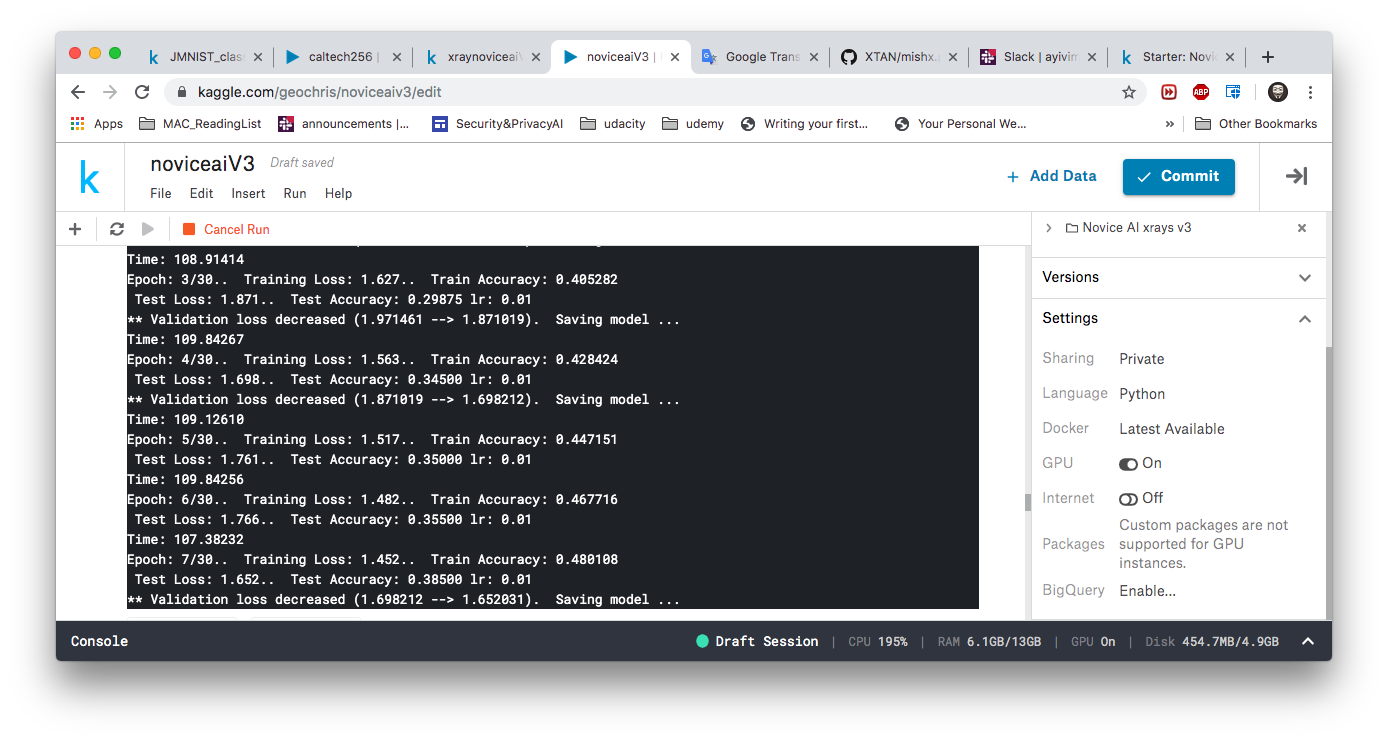 JMNIST_clas
caltech256 |
xraynoviceaiV
noviceaiV3 |
Google Trans
XTAN/mishx.
Slack | ayivim
Starter: Novi
kaggle.com/geochris/noviceaiv3/edit
ABP
Apps
MAC_ReadingList
announcements |...
Security&PrivacyAI
udacity
udemy
Writing your first...
Your Personal We...
»
Other Bookmarks
k
noviceaiV3
Draft saved
File Edit Insert Run Help
+ Add Data
Commit
Cancel Run
Time: 108.91414
Epoch: 3/30.. Training Loss: 1.627.. Train Accuracy: 0.405282
Test Loss: 1.871.. Test Accuracy: 0.29875 lr: 0.01
** Validation loss decreased (1.971461 --> 1.871019). Saving model ...
Time: 109.84267
Epoch: 4/30.. Training Loss: 1.563.. Train Accuracy: 0.428424
Test Loss: 1.698.. Test Accuracy: 0.34500 lr: 0.01
** Validation loss decreased (1.871019 --> 1.698212). Saving model ...
Time: 109.12610
Epoch: 5/30.. Training Loss: 1.517.. Train Accuracy: 0.447151
Test Loss: 1.761.. Test Accuracy: 0.35000 lr: 0.01
Time: 109.84256
Epoch: 6/30.. Training Loss: 1.482.. Train Accuracy: 0.467716
Test Loss: 1.766.. Test Accuracy: 0.35500 lr: 0.01
Time: 107.38232
Epoch: 7/30.. Training Loss: 1.452.. Train Accuracy: 0.480108
Test Loss: 1.652.. Test Accuracy: 0.38500 lr: 0.01
** Validation loss decreased (1.698212 --> 1.652031). Saving model ...
Novice AI xrays v3
Versions
Settings
Sharing Private
Language Python
Docker Latest Available
GPU On
Internet Off
Packages Custom packages are not
supported for GPU
instances.
BigQuery Enable...
Console
Draft Session | CPU 195% | RAM 6.1GB/13GB | GPU On | Disk 454.7MB/4.9GB